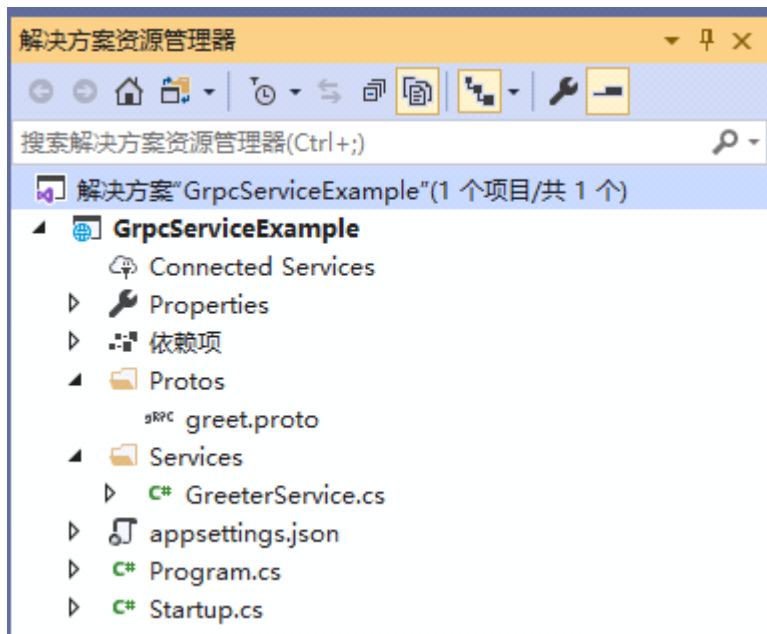 解决方案资源管理器
搜索解决方案资源管理器(Ctrl+;)
解决方案“GrpcServiceExample”(1 个项目/共 1 个)
GrpcServiceExample
Connected Services
Properties
依赖项
Protos
gRPC greet.proto
Services
C# GreeterService.cs
appsettings.json
C# Program.cs
C# Startup.cs